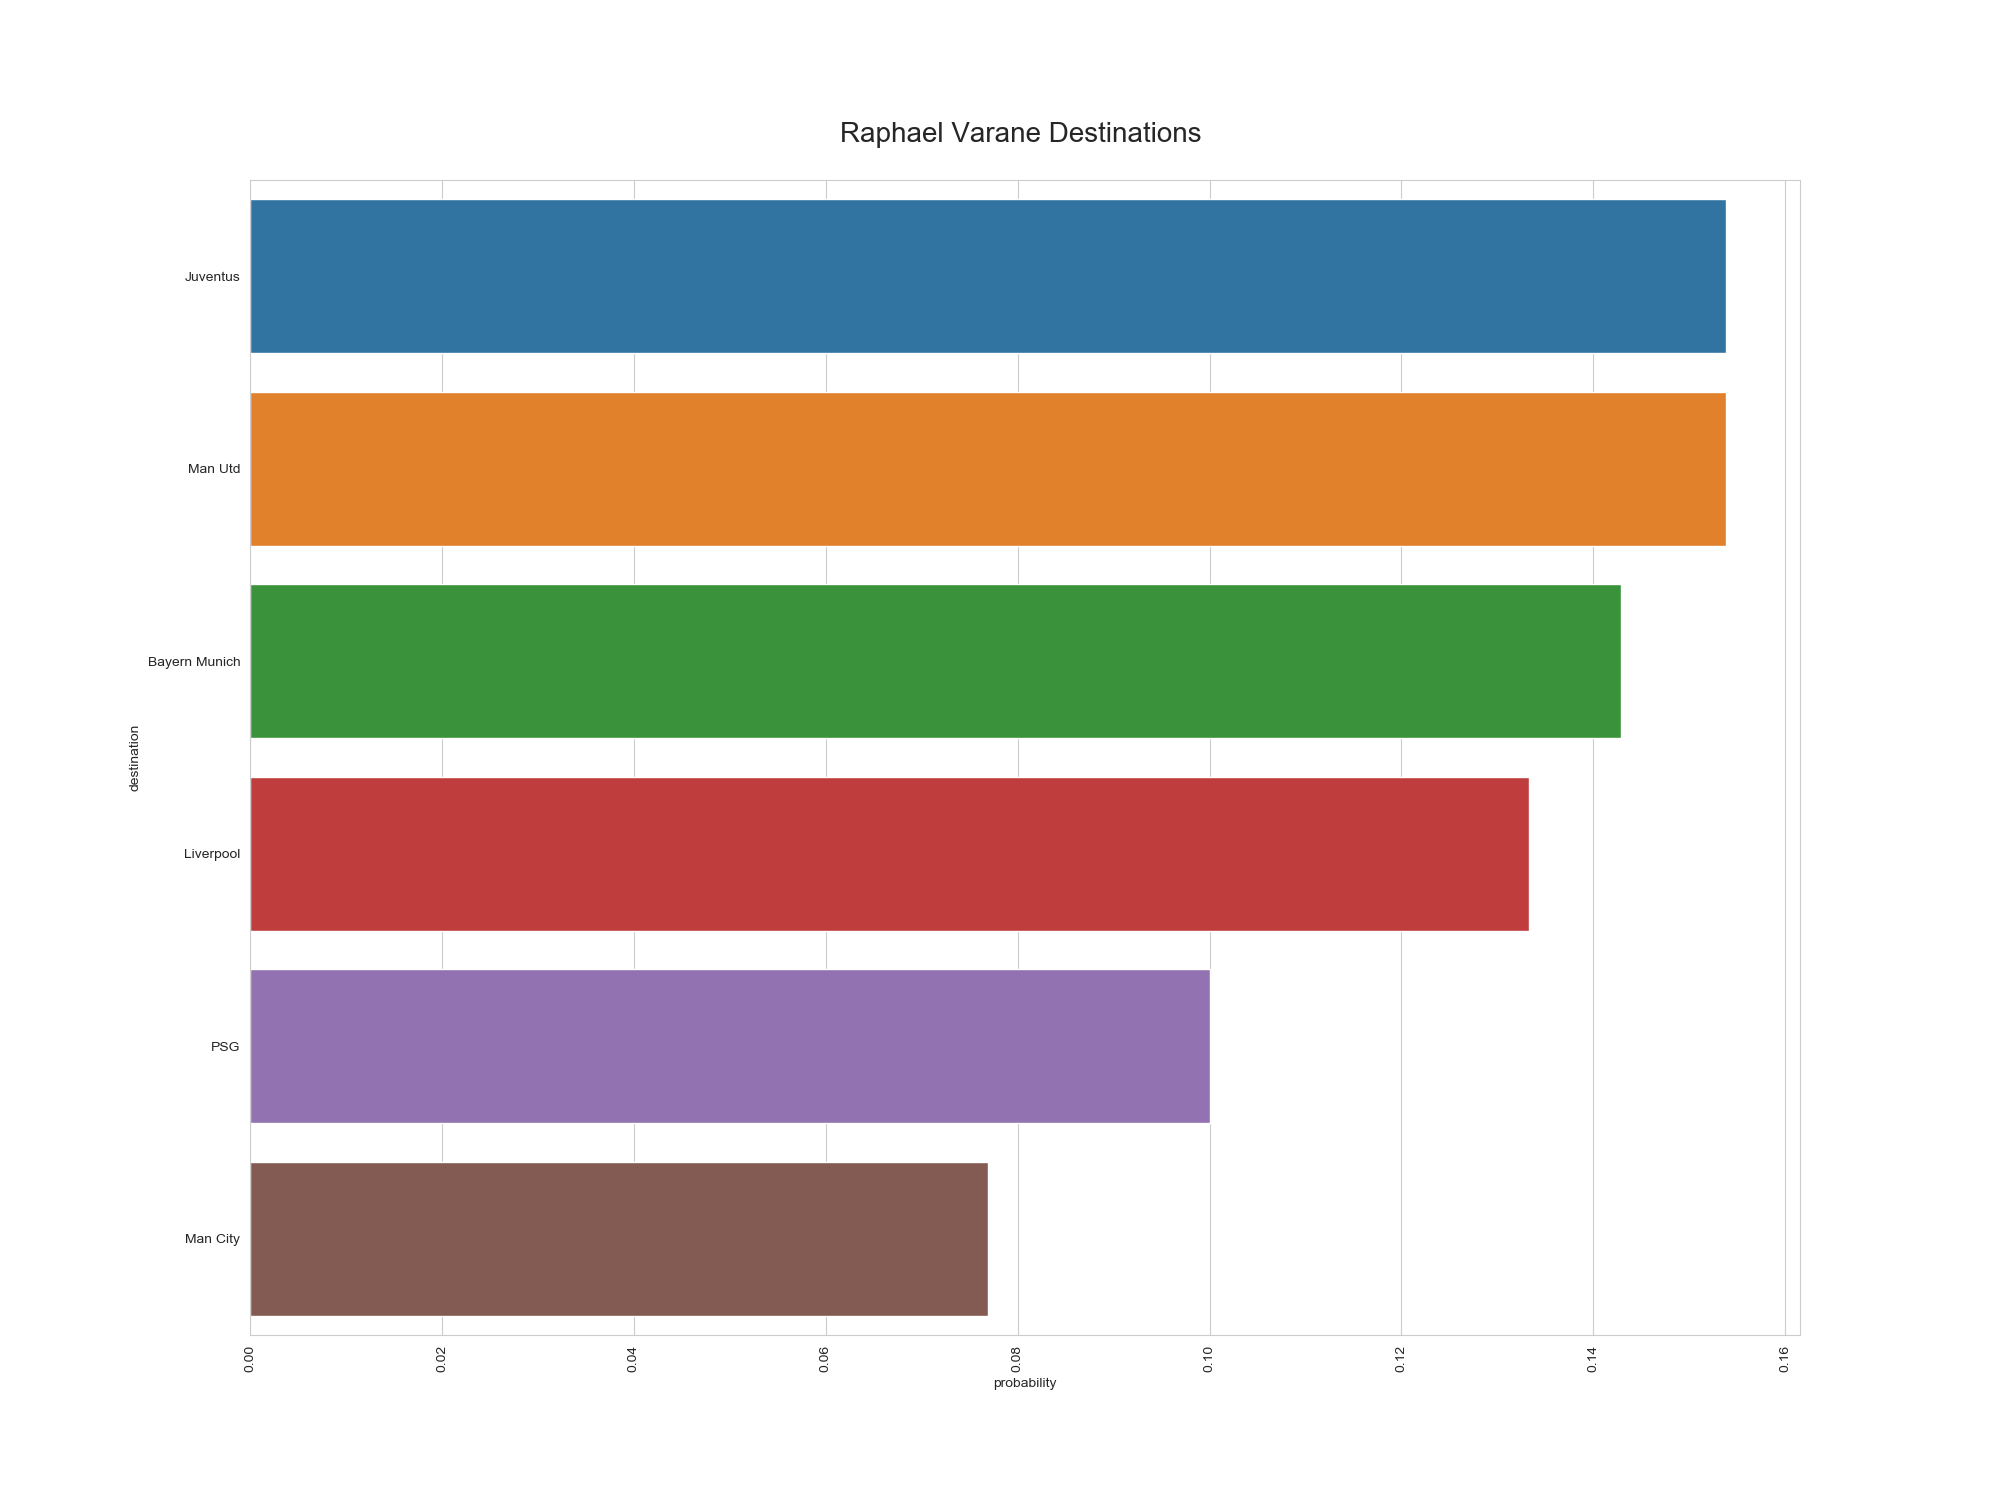 Raphael Varane Destinations
destination
Juventus
Man Utd
Bayern Munich
Liverpool
PSG
Man City
0.00
0.02
0.04
0.06
0.08
0.10
0.12
0.14
0.16
probability